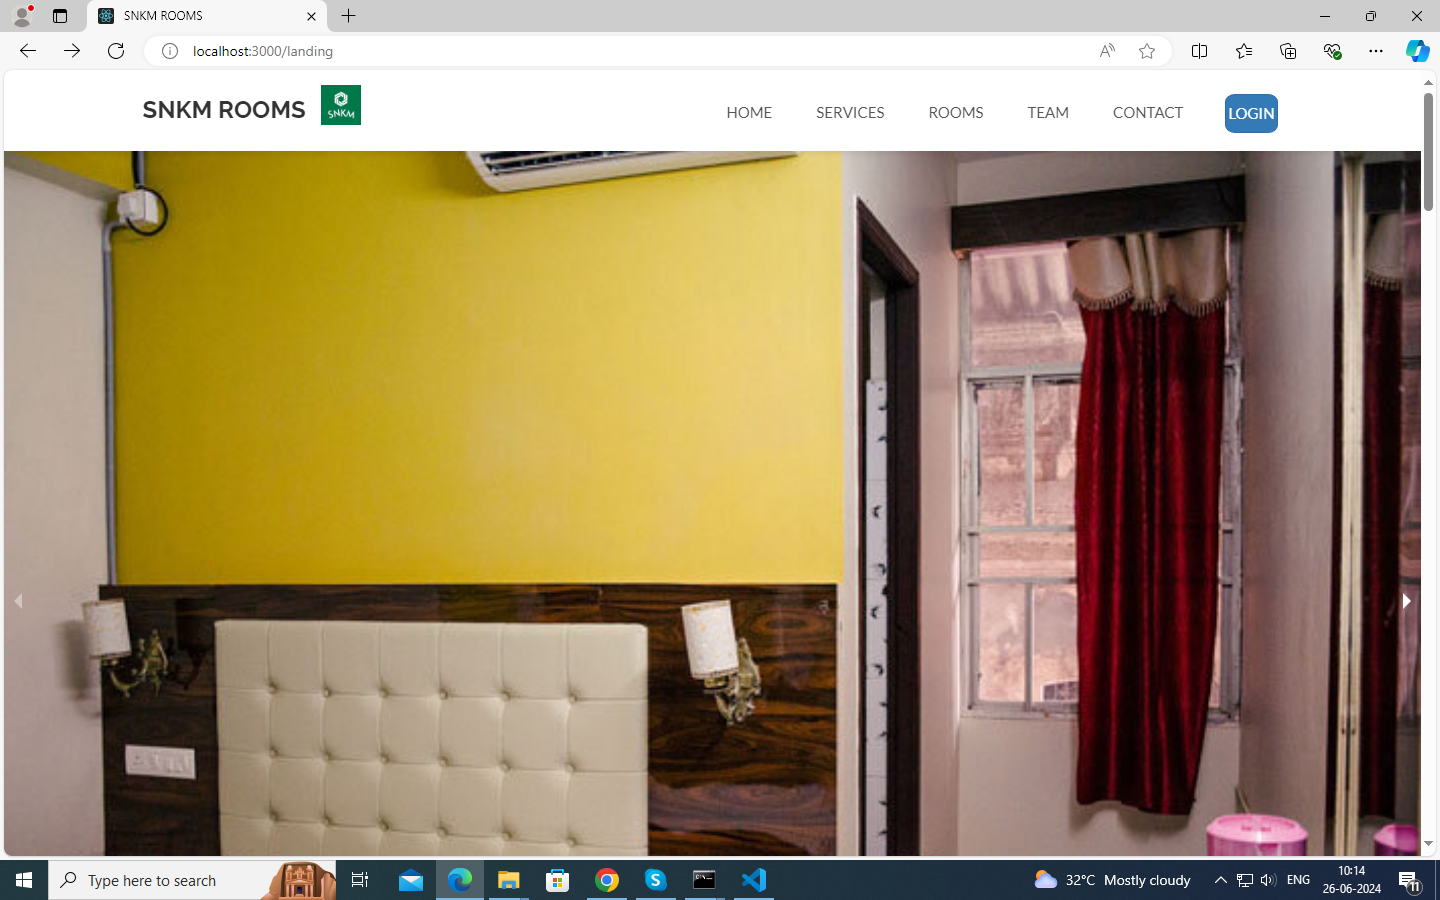 SNKM ROOMS
localhost:3000/landing
SNKM ROOMS
SNKM
HOME
SERVICES
ROOMS
TEAM
CONTACT
LOGIN
Type here to search
32°C Mostly cloudy
ENG
10:14
26-06-2024
11